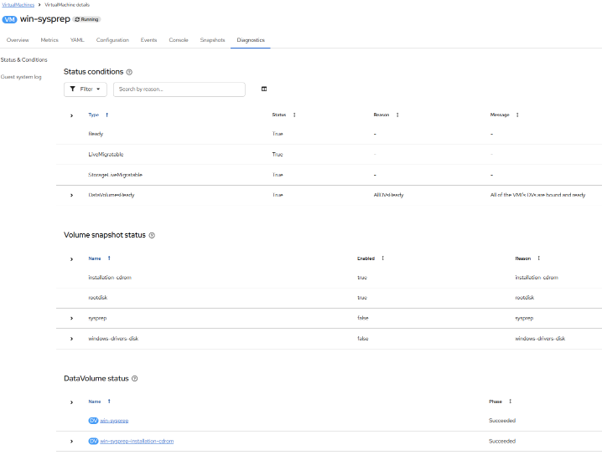 VirtualMachines > VirtualMachine details
VM win-sysprep Running
Overview Metrics YAML Configuration Events Console Snapshots Diagnostics
Status & Conditions
Guest system log
Status conditions
Filter Search by reason...
Type Status Reason Message
Ready True - -
LiveMigratable True - -
StorageLiveMigratable True - -
DataVolumesReady True AllDVsReady All of the VMI's DVs are bound and ready
Volume snapshot status
Name Enabled Reason
installation-cdrom true installation-cdrom
rootdisk true rootdisk
sysprep false sysprep
windows-drivers-disk false windows-drivers-disk
DataVolume status
Name Phase
DV win-sysprep Succeeded
DV win-sysprep-installation-cdrom Succeeded